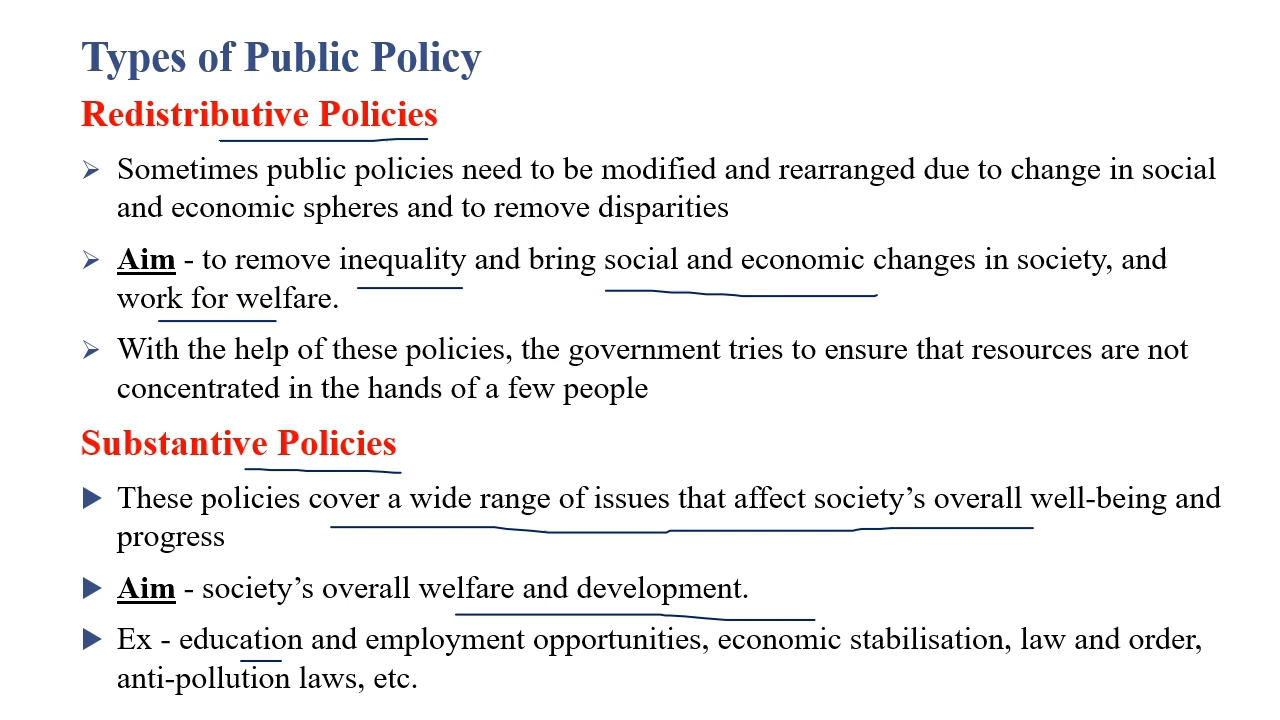 Types of Public Policy
Redistributive Policies
Sometimes public policies need to be modified and rearranged due to change in social
and economic spheres and to remove disparities
Aim - to remove inequality and bring social and economic changes in society, and
work for welfare.
With the help of these policies, the government tries to ensure that resources are not
concentrated in the hands of a few people
Substantive Policies
These policies cover a wide range of issues that affect society’s overall well-being and
progress
Aim - society’s overall welfare and development.
Ex - education and employment opportunities, economic stabilisation, law and order,
anti-pollution laws, etc.